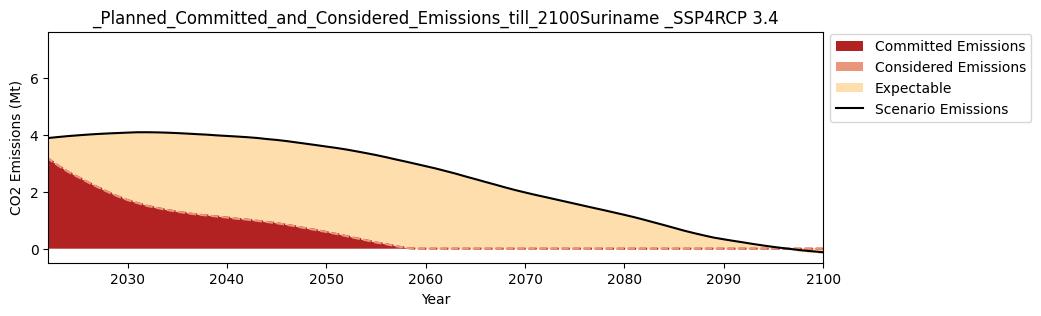 _Planned_Committed_and_Considered_Emissions_till_2100Suriname _SSP4RCP 3.4
Committed Emissions
Considered Emissions
Expectable
Scenario Emissions
CO2 Emissions (Mt)
6
4
2
0
2030 2040 2050 2060 2070 2080 2090 2100
Year